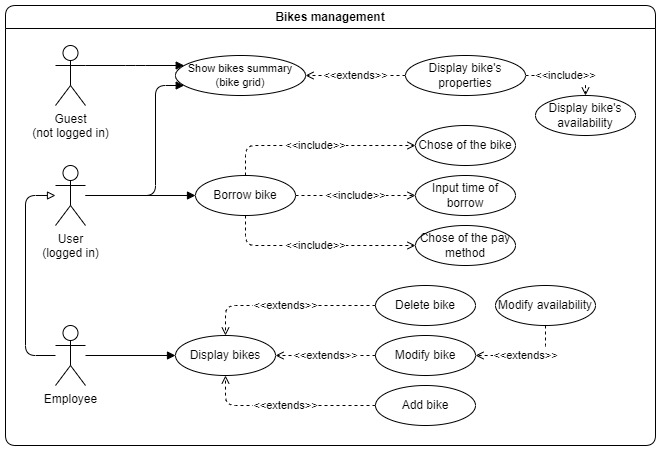 Bikes management
Guest
(not logged in)
Show bikes summary
(bike grid)
<<extends>>
Display bike's
properties
<<include>>
Display bike's
availability
User
(logged in)
Borrow bike
<<include>>
Chose of the bike
<<include>>
Input time of
borrow
<<include>>
Chose of the pay
method
Employee
Display bikes
<<extends>>
Delete bike
<<extends>>
Modify bike
<<extends>>
Modify availability
<<extends>>
Add bike